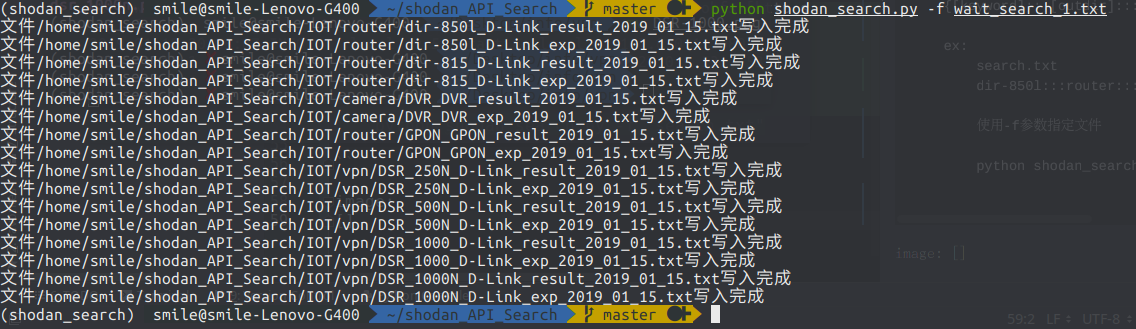 (shodan_search) smile@smile-Lenovo-G400 ~/shodan_API_Search master python shodan_search.py -f wait_search_1.txt
文件/home/smile/shodan_API_Search/IOT/router/dir-850l_D-Link_result_2019_01_15.txt写入完成
文件/home/smile/shodan_API_Search/IOT/router/dir-850l_D-Link_exp_2019_01_15.txt写入完成
文件/home/smile/shodan_API_Search/IOT/router/dir-815_D-Link_result_2019_01_15.txt写入完成
文件/home/smile/shodan_API_Search/IOT/router/dir-815_D-Link_exp_2019_01_15.txt写入完成
文件/home/smile/shodan_API_Search/IOT/camera/DVR_DVR_result_2019_01_15.txt写入完成
文件/home/smile/shodan_API_Search/IOT/camera/DVR_DVR_exp_2019_01_15.txt写入完成
文件/home/smile/shodan_API_Search/IOT/router/GPON_GPON_result_2019_01_15.txt写入完成
文件/home/smile/shodan_API_Search/IOT/router/GPON_GPON_exp_2019_01_15.txt写入完成
文件/home/smile/shodan_API_Search/IOT/vpn/DSR_250N_D-Link_result_2019_01_15.txt写入完成
文件/home/smile/shodan_API_Search/IOT/vpn/DSR_250N_D-Link_exp_2019_01_15.txt写入完成
文件/home/smile/shodan_API_Search/IOT/vpn/DSR_500N_D-Link_result_2019_01_15.txt写入完成
文件/home/smile/shodan_API_Search/IOT/vpn/DSR_500N_D-Link_exp_2019_01_15.txt写入完成
文件/home/smile/shodan_API_Search/IOT/vpn/DSR_1000_D-Link_result_2019_01_15.txt写入完成
文件/home/smile/shodan_API_Search/IOT/vpn/DSR_1000_D-Link_exp_2019_01_15.txt写入完成
文件/home/smile/shodan_API_Search/IOT/vpn/DSR_1000N_D-Link_result_2019_01_15.txt写入完成
文件/home/smile/shodan_API_Search/IOT/vpn/DSR_1000N_D-Link_exp_2019_01_15.txt写入完成
(shodan_search) smile@smile-Lenovo-G400 ~/shodan_API_Search master
ex:
search.txt
dir-850l:::router:::
使用-f参数指定文件
python shodan_search
image: []
59:2 LF UTF-8